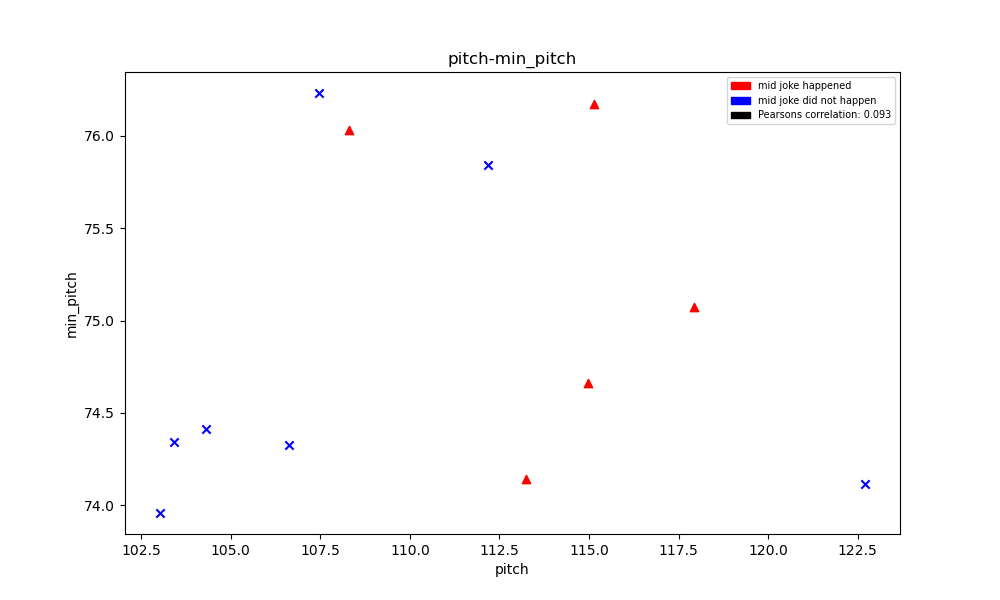 pitch-min_pitch
mid joke happened
mid joke did not happen
Pearsons correlation: 0.093
min_pitch
76.0
75.5
75.0
74.5
74.0
102.5 105.0 107.5 110.0 112.5 115.0 117.5 120.0 122.5
pitch